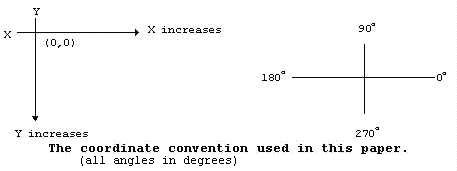 Y
X
X increases
(0,0)
Y increases
90°
180°
0°
270°
The coordinate convention used in this paper.
(all angles in degrees)